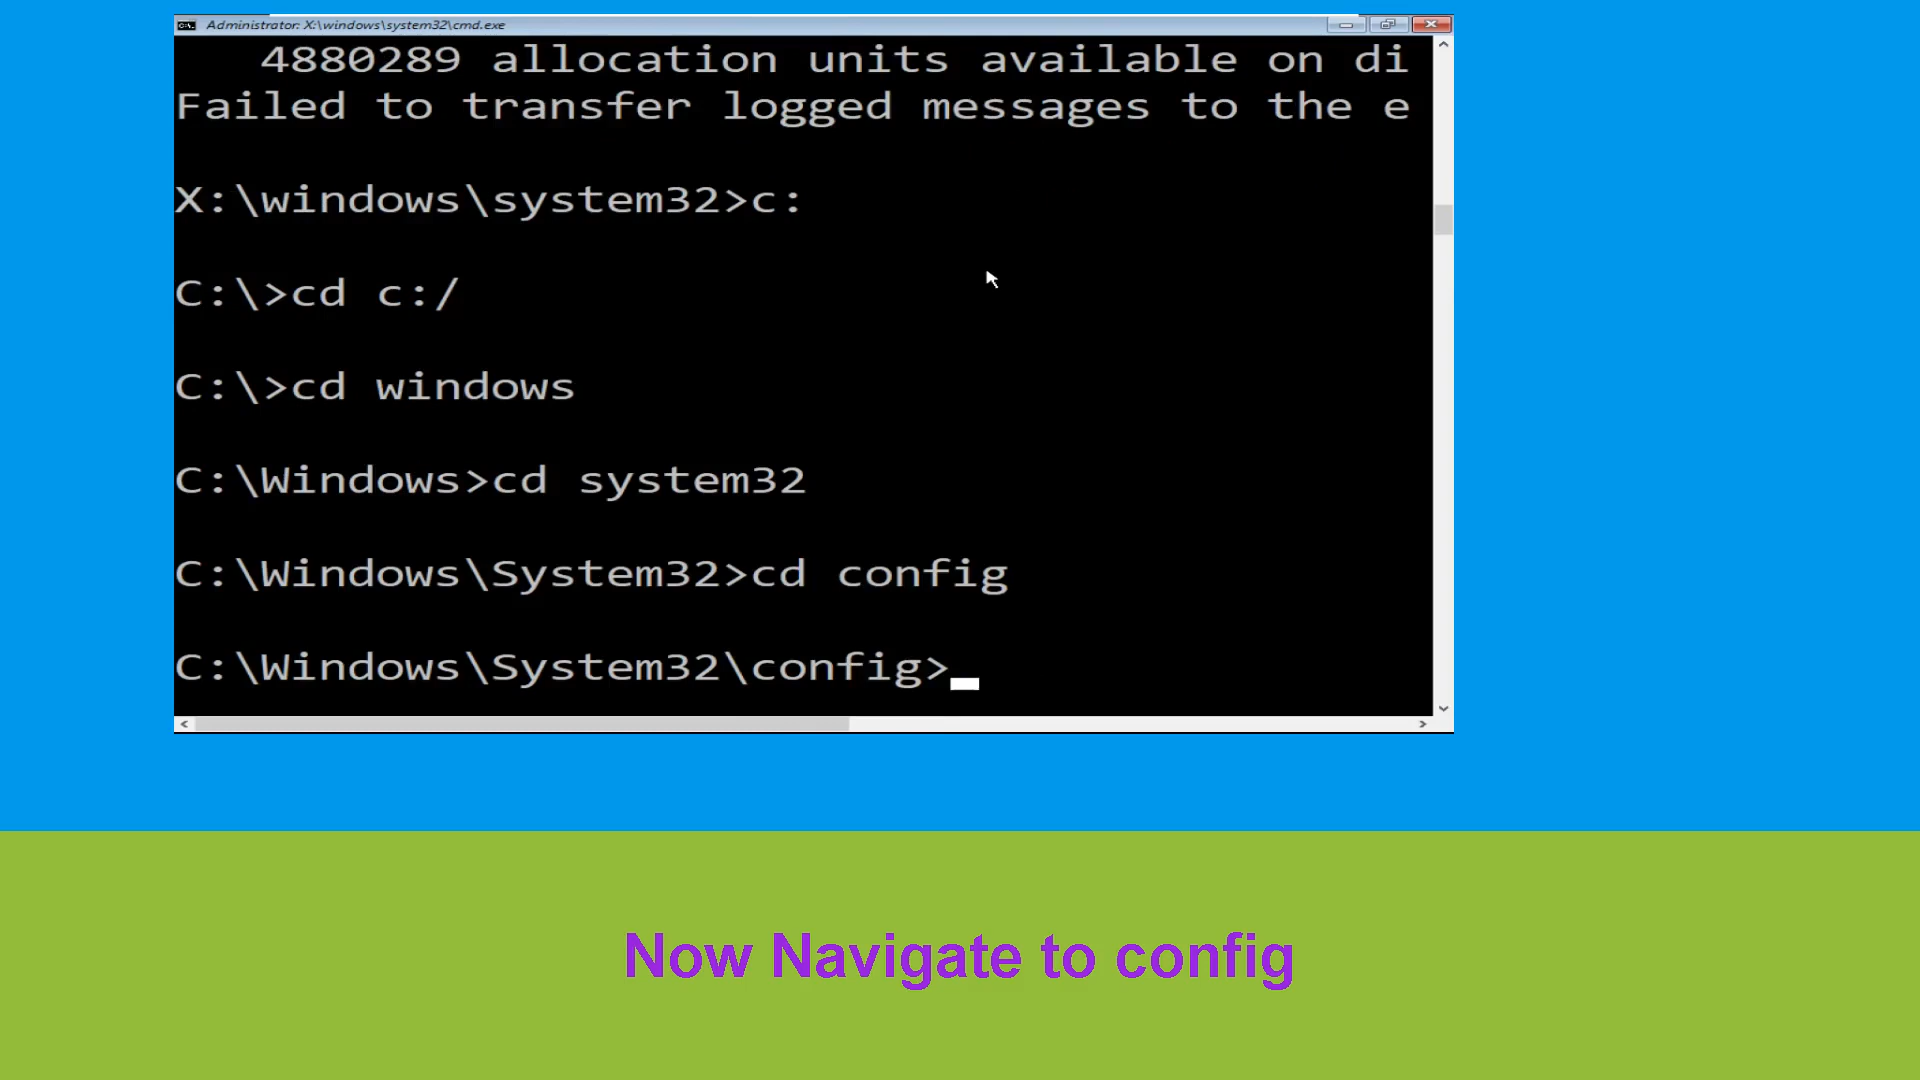 Administrator: X:\windows\system32\cmd.exe
4880289 allocation units available on di
Failed to transfer logged messages to the e
X:\windows\system32>c:
C:\>cd c:/
C:\>cd windows
C:\Windows>cd system32
C:\Windows\System32>cd config
C:\Windows\System32\config>
Now Navigate to config